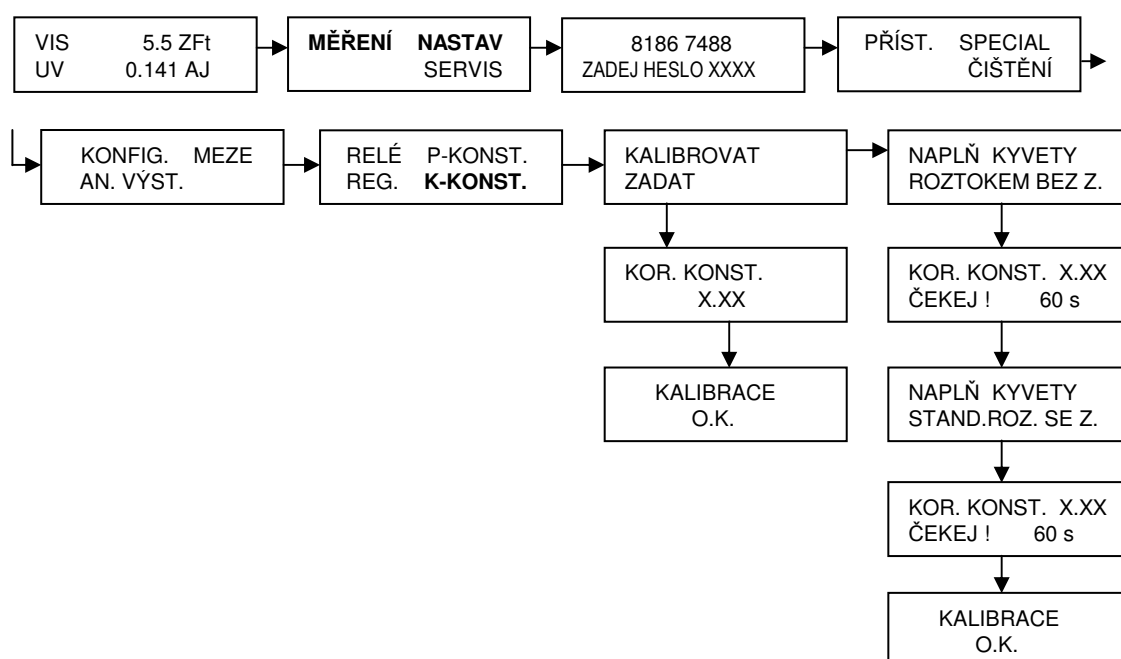 VIS 5.5 ZFt
UV 0.141 AJ
MĚŘENÍ NASTAV
SERVIS
8186 7488
ZADEJ HESLO XXXX
PŘÍST. SPECIAL
ČIŠTĚNÍ
KONFIG. MEZE
AN. VÝST.
RELÉ P-KONST.
REG. K-KONST.
KALIBROVAT
ZADAT
NAPLŇ KYVETY
ROZTOKEM BEZ Z.
KOR. KONST.
X.XX
KOR. KONST. X.XX
ČEKEJ ! 60 s
KALIBRACE
O.K.
NAPLŇ KYVETY
STAND.ROZ. SE Z.
KOR. KONST. X.XX
ČEKEJ ! 60 s
KALIBRACE
O.K.